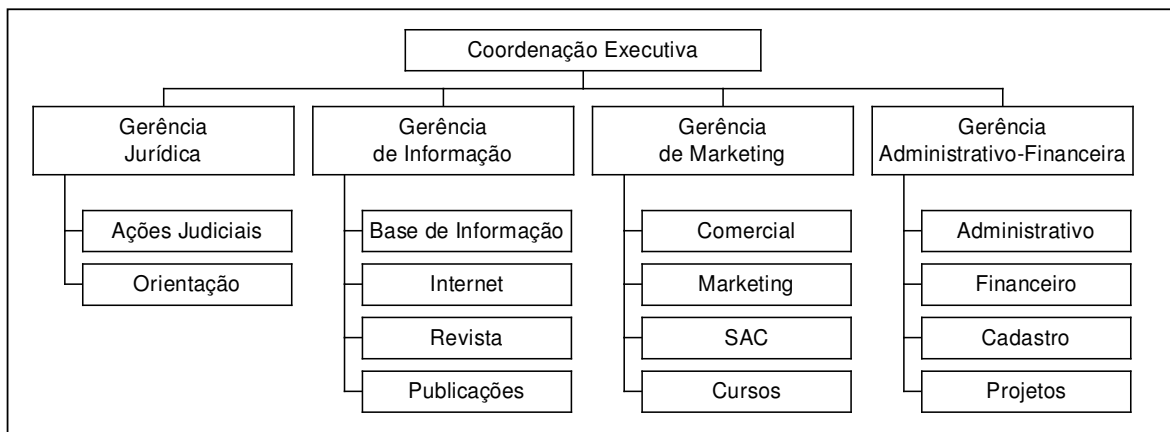 Coordenação Executiva
Gerência
Jurídica
Gerência
de Informação
Gerência
de Marketing
Gerência
Administrativo-Financeira
Ações Judiciais
Orientação
Base de Informação
Internet
Revista
Publicações
Comercial
Marketing
SAC
Cursos
Administrativo
Financeiro
Cadastro
Projetos